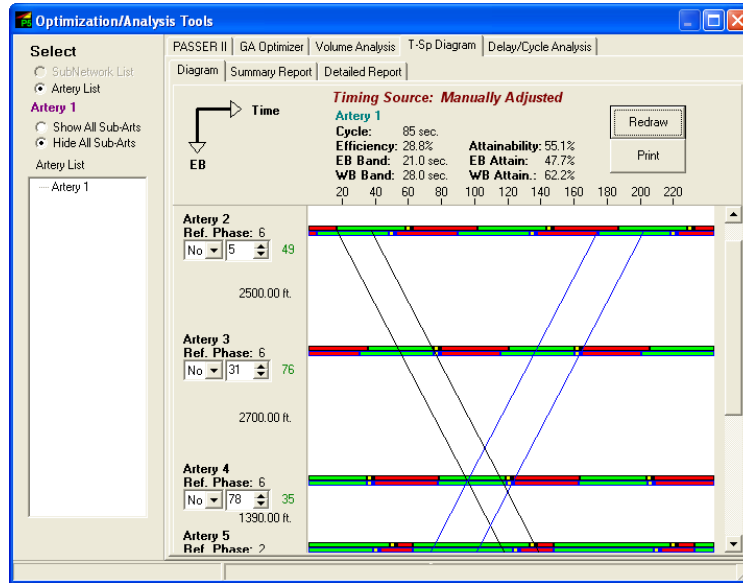 Optimization/Analysis Tools
Select
SubNetwork List
Artery List
Artery 1
Show All Sub-Arts
Hide All Sub-Arts
Artery List
Artery 1
PASSER II GA Optimizer Volume Analysis T-Sp Diagram Delay/Cycle Analysis
Diagram Summary Report Detailed Report
Time
EB
Timing Source: Manually Adjusted
Artery 1
Cycle: 85 sec.
Efficiency: 28.8% Attainability: 55.1%
EB Band: 21.0 sec. EB Attain: 47.7%
WB Band: 28.0 sec. WB Attain.: 62.2%
Redraw
Print
20 40 60 80 100 120 140 160 180 200 220
Artery 2
Ref. Phase: 6
No 5 49
2500.00 ft.
Artery 3
Ref. Phase: 6
No 31 76
2700.00 ft.
Artery 4
Ref. Phase: 6
No 78 35
1390.00 ft.
Artery 5
Ref. Phase: 2